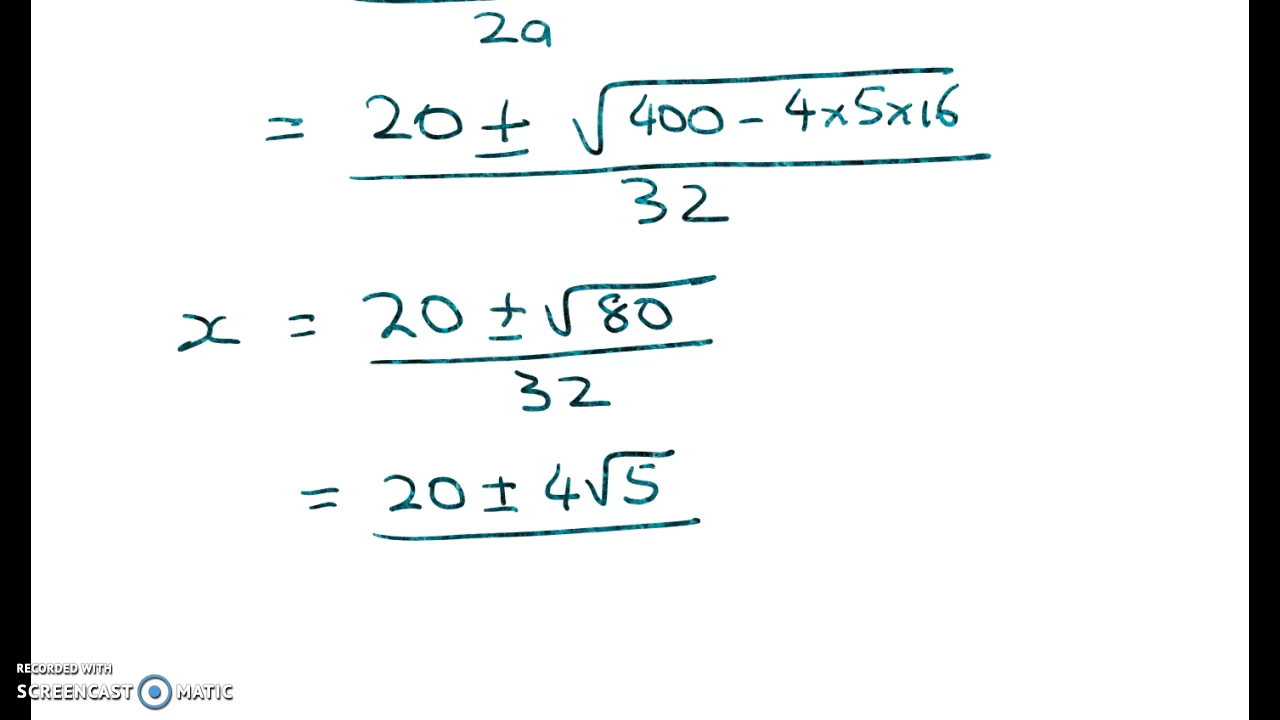 2a
= 20 ± √400 - 4x5x16
32
x = 20 ± √80
32
= 20 ± 4√5
RECORDED WITH
SCREENCAST MATIC